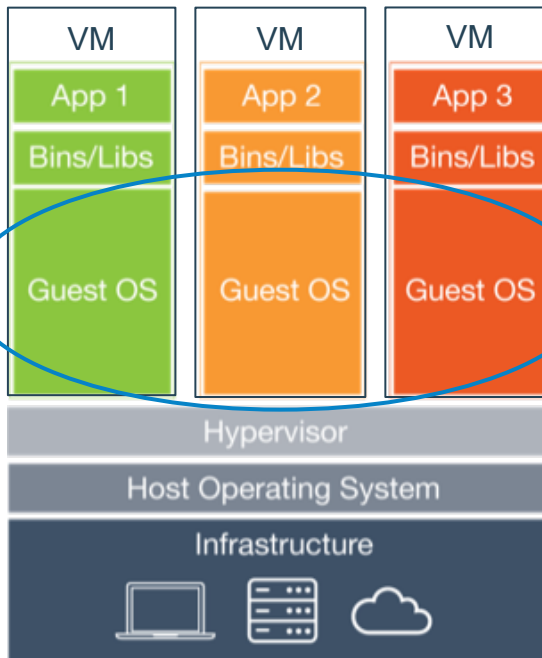 VM VM VM
App 1 App 2 App 3
Bins/Libs Bins/Libs Bins/Libs
Guest OS Guest OS Guest OS
Hypervisor
Host Operating System
Infrastructure